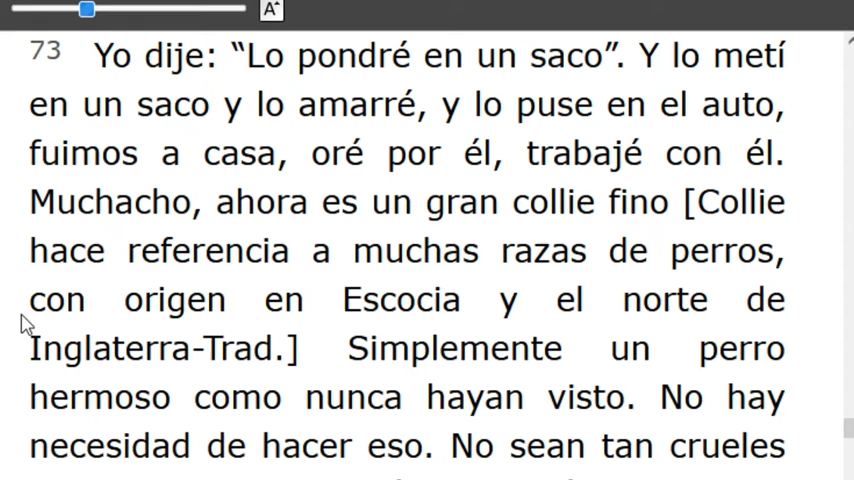 A
73 Yo dije: “Lo pondré en un saco”. Y lo metí
en un saco y lo amarré, y lo puse en el auto,
fuimos a casa, oré por él, trabajé con él.
Muchacho, ahora es un gran collie fino [Collie
hace referencia a muchas razas de perros,
con origen en Escocia y el norte de
Inglaterra-Trad.] Simplemente un perro
hermoso como nunca hayan visto. No hay
necesidad de hacer eso. No sean tan crueles